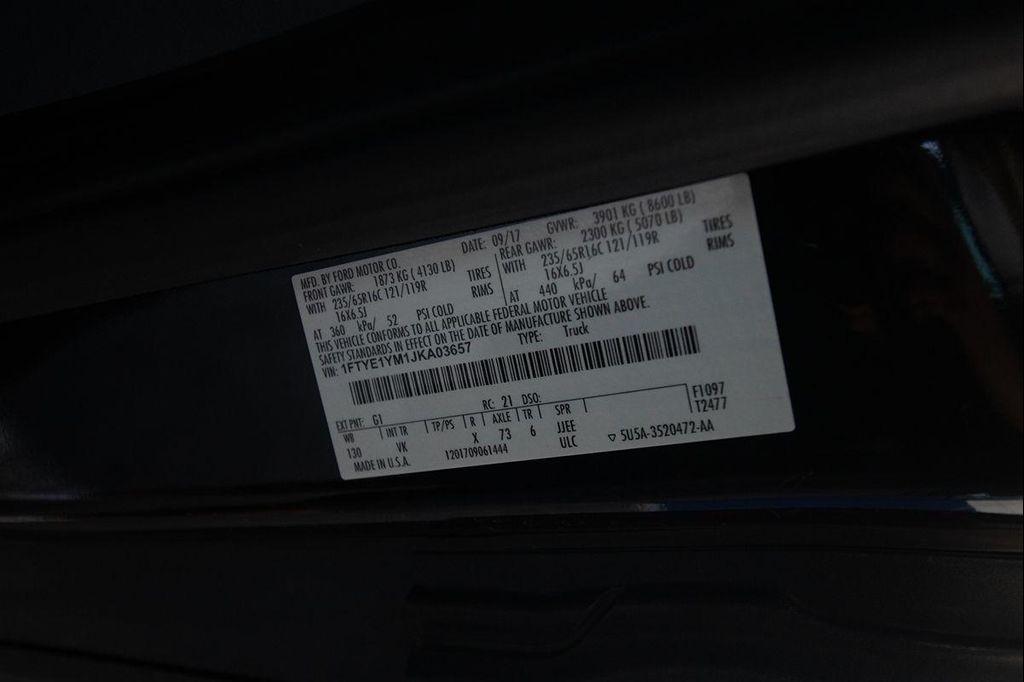 MFD. BY FORD MOTOR CO. DATE: 09/17 GVWR: 3901 KG ( 8600 LB)
FRONT GAWR: 1873 KG ( 4130 LB) REAR GAWR: 2300 KG ( 5070 LB)
WITH 235/65R16C 121/119R TIRES WITH 235/65R16C 121/119R TIRES
16X6.5J RIMS 16X6.5J RIMS
AT 360 kPa/ 52 PSI COLD AT 440 kPa/ 64 PSI COLD
THIS VEHICLE CONFORMS TO ALL APPLICABLE FEDERAL MOTOR VEHICLE
SAFETY STANDARDS IN EFFECT ON THE DATE OF MANUFACTURE SHOWN ABOVE.
VIN: 1FTYE1YM1JKA03657 TYPE: Truck
EXT PNT: G1 RC: 21 DSO: F1097
WB INT TR TP/PS R AXLE TR SPR T2477
130 VK X 73 6 JJEE
ULC ▽ 5U5A-3520472-AA
MADE IN U.S.A. 1201709061444